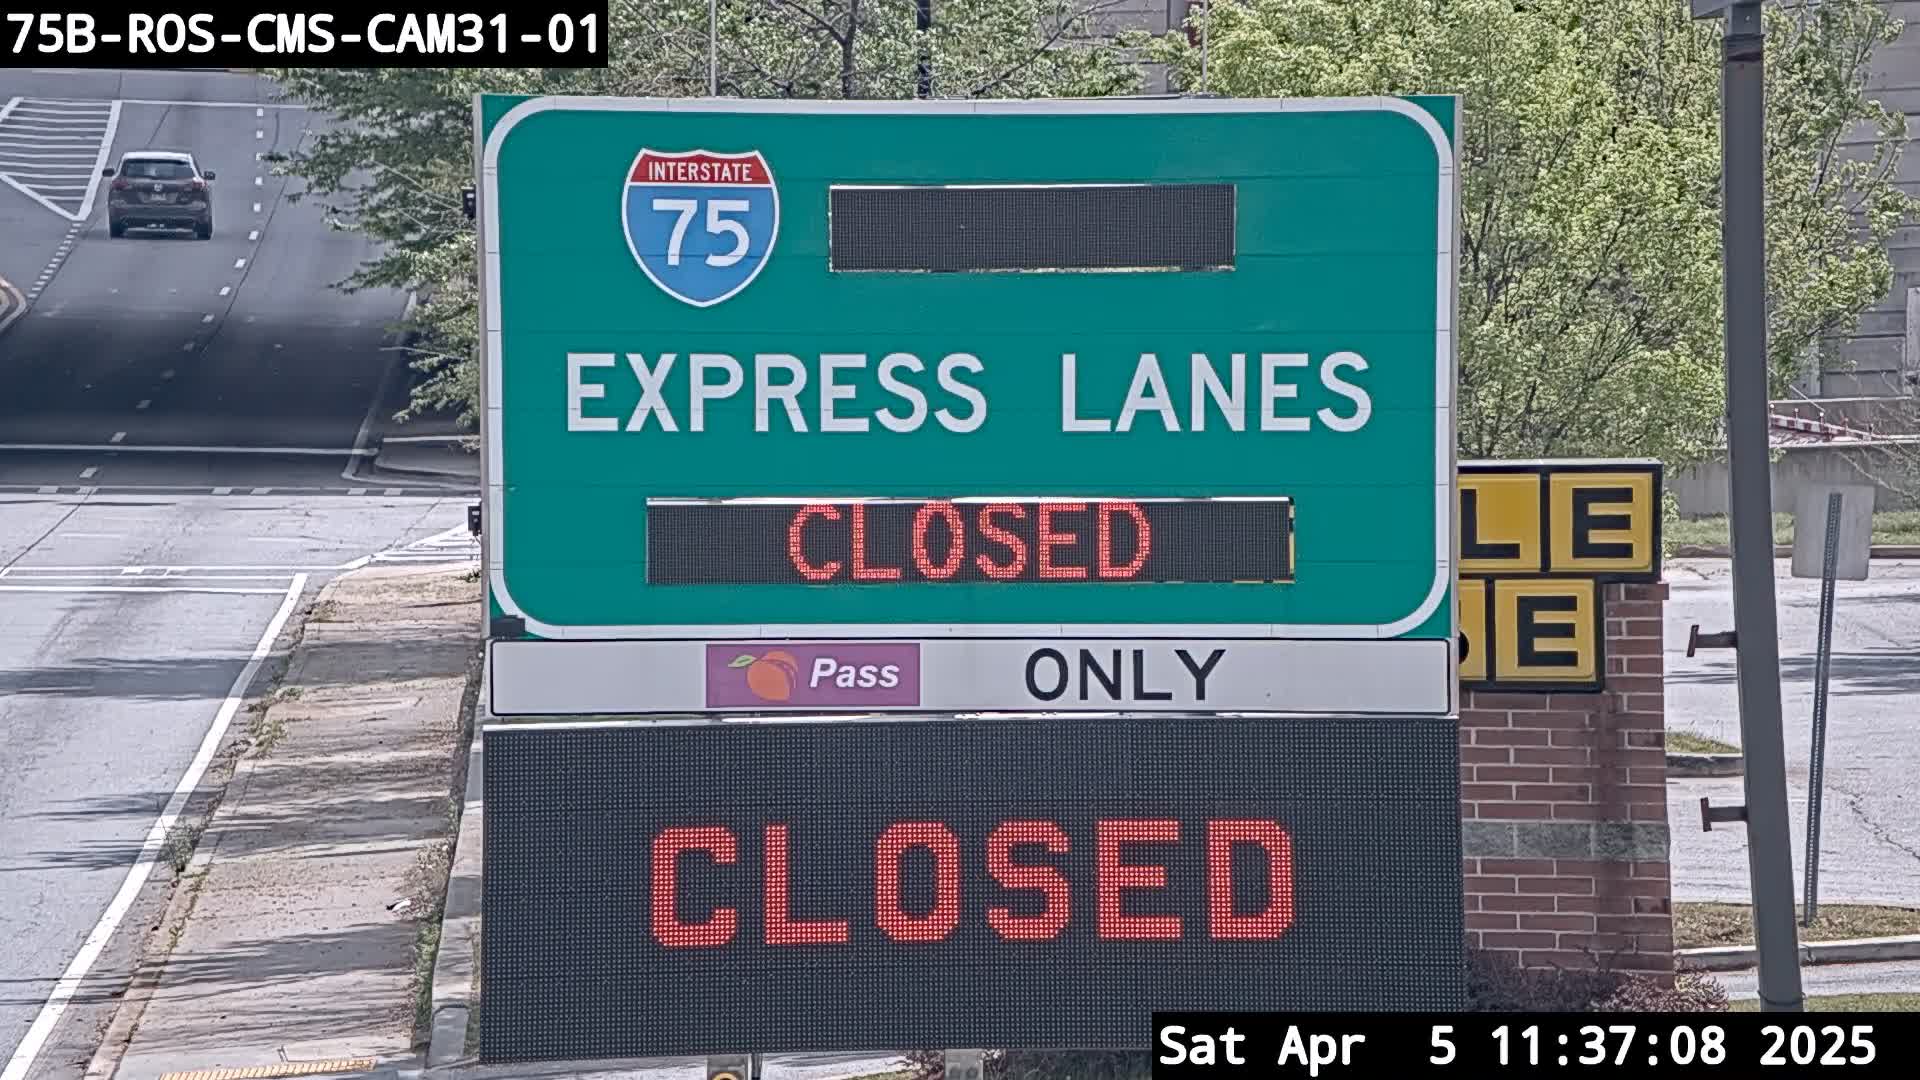 75B-ROS-CMS-CAM31-01
INTERSTATE
75
EXPRESS LANES
CLOSED
Pass ONLY
CLOSED
LE
E
Sat Apr 5 11:37:08 2025